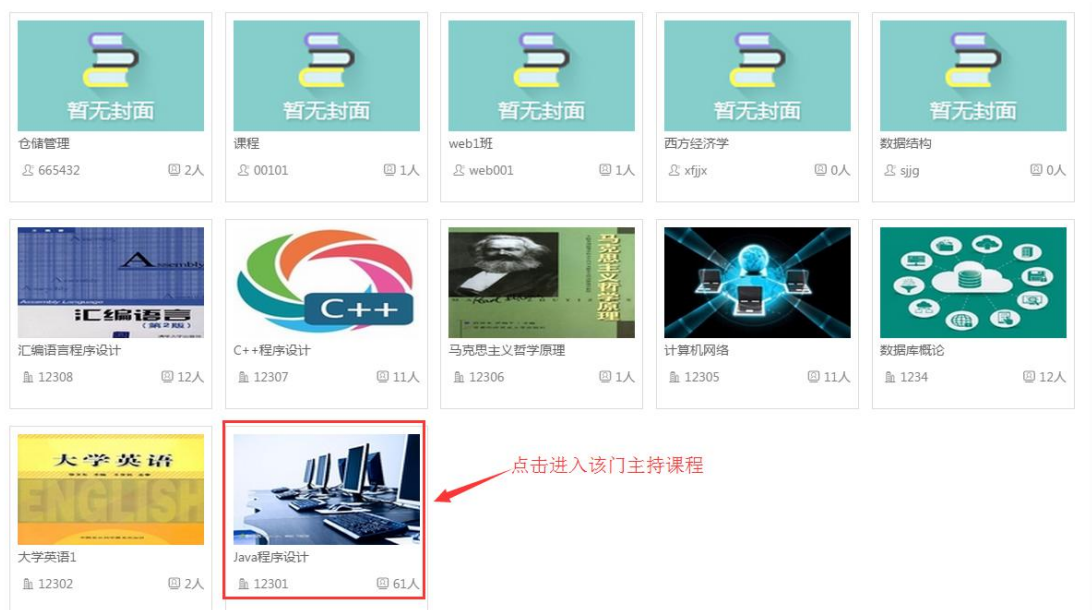 暂无封面
暂无封面
暂无封面
暂无封面
暂无封面
仓储管理
课程
web1班
西方经济学
数据结构
665432 2人
00101 1人
web001 1人
xfjjx 0人
sjjg 0人
Assembly
Assembly Language
汇编语言
(第2版)
C++
马克思主义哲学原理
汇编语言程序设计
C++程序设计
马克思主义哲学原理
计算机网络
数据库概论
12308 12人
12307 11人
12306 1人
12305 11人
1234 12人
大学英语
ENGLISH
点击进入该门主持课程
大学英语1
Java程序设计
12302 2人
12301 61人